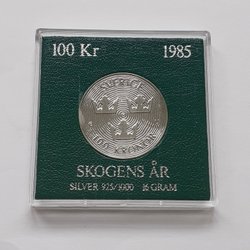 100 Kr 1985
SVERIGE
100 KRONOR
SKOGENS ÅR
SILVER 925/1000 16 GRAM